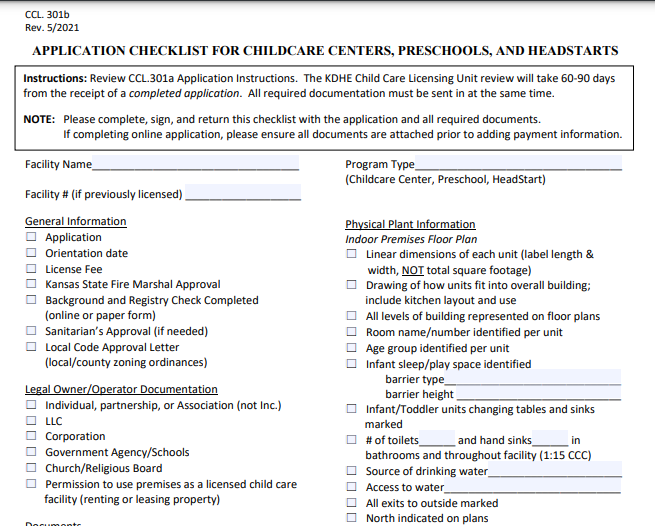 CCL. 301b
Rev. 5/2021
APPLICATION CHECKLIST FOR CHILDCARE CENTERS, PRESCHOOLS, AND HEADSTARTS
Instructions: Review CCL.301a Application Instructions. The KDHE Child Care Licensing Unit review will take 60-90 days
from the receipt of a completed application. All required documentation must be sent in at the same time.
NOTE: Please complete, sign, and return this checklist with the application and all required documents.
If completing online application, please ensure all documents are attached prior to adding payment information.
Facility Name
Facility # (if previously licensed)
General Information
Application
Orientation date
License Fee
Kansas State Fire Marshal Approval
Background and Registry Check Completed
(online or paper form)
Sanitarian's Approval (if needed)
Local Code Approval Letter
(local/county zoning ordinances)
Legal Owner/Operator Documentation
Individual, partnership, or Association (not Inc.)
LLC
Corporation
Government Agency/Schools
Church/Religious Board
Permission to use premises as a licensed child care
facility (renting or leasing property)
Documents
Program Type
(Childcare Center, Preschool, HeadStart)
Physical Plant Information
Indoor Premises Floor Plan
Linear dimensions of each unit (label length &
width, NOT total square footage)
Drawing of how units fit into overall building;
include kitchen layout and use
All levels of building represented on floor plans
Room name/number identified per unit
Age group identified per unit
Infant sleep/play space identified
barrier type
barrier height
Infant/Toddler units changing tables and sinks
marked
# of toilets______ and hand sinks______ in
bathrooms and throughout facility (1:15 CCC)
Source of drinking water
Access to water
All exits to outside marked
North indicated on plans